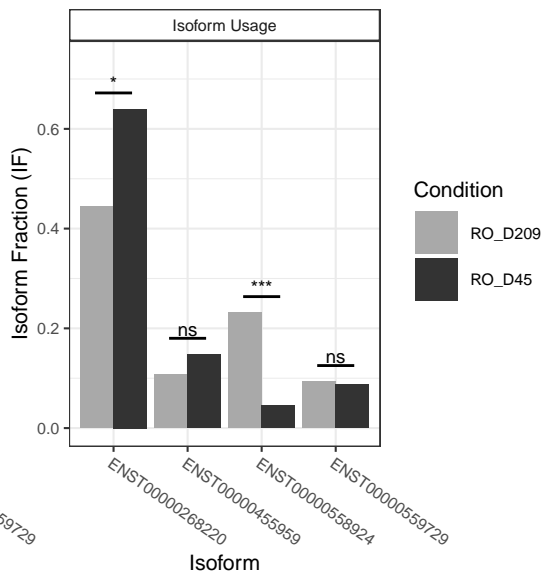 Isoform Usage
Isoform Fraction (IF)
0.6
0.4
0.2
0.0
*
ns
***
ns
Condition
RO_D209
RO_D45
ENST00000268220
ENST00000455959
ENST00000558924
ENST00000559729
59729
Isoform